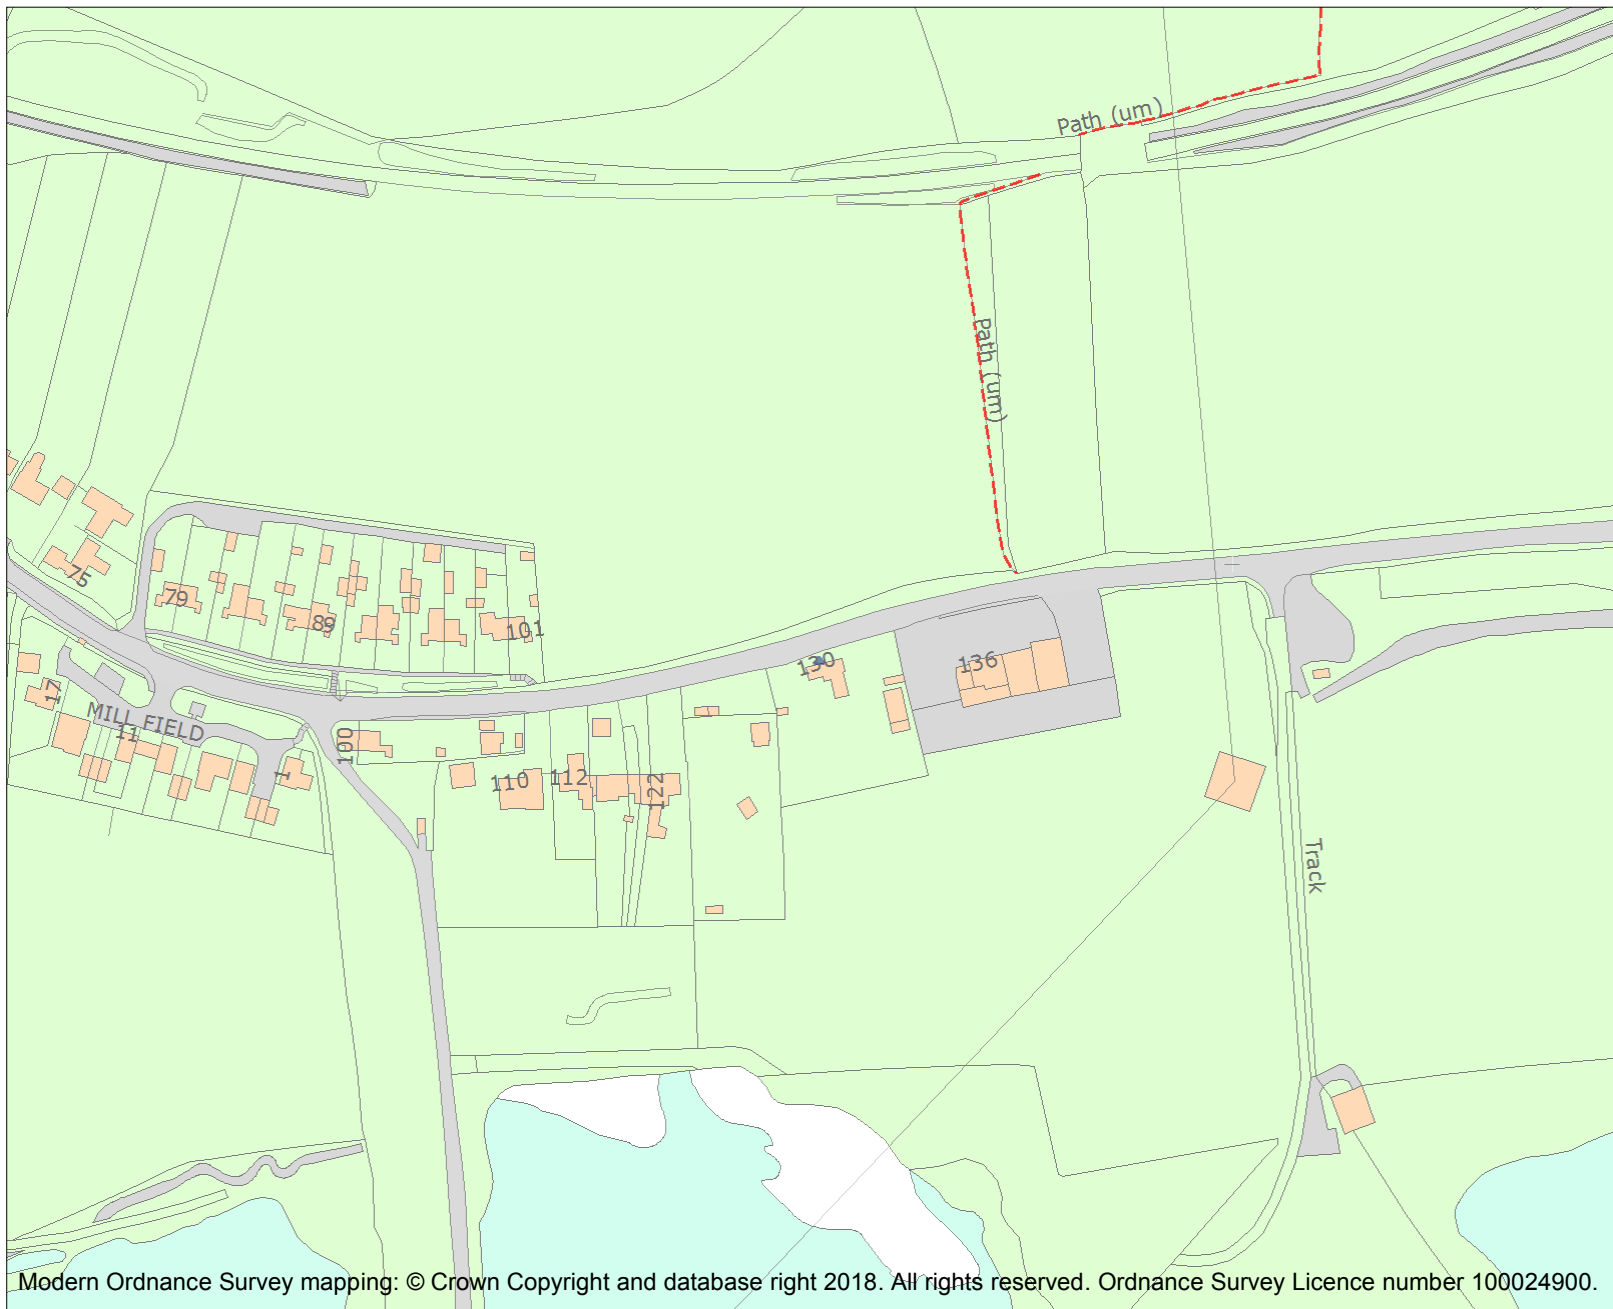 Path (um)
Path (um)
75
79
89
101
130
136
17
MILL FIELD
11
1
100
110
112
122
Track
Modern Ordnance Survey mapping: © Crown Copyright and database right 2018. All rights reserved. Ordnance Survey Licence number 100024900.